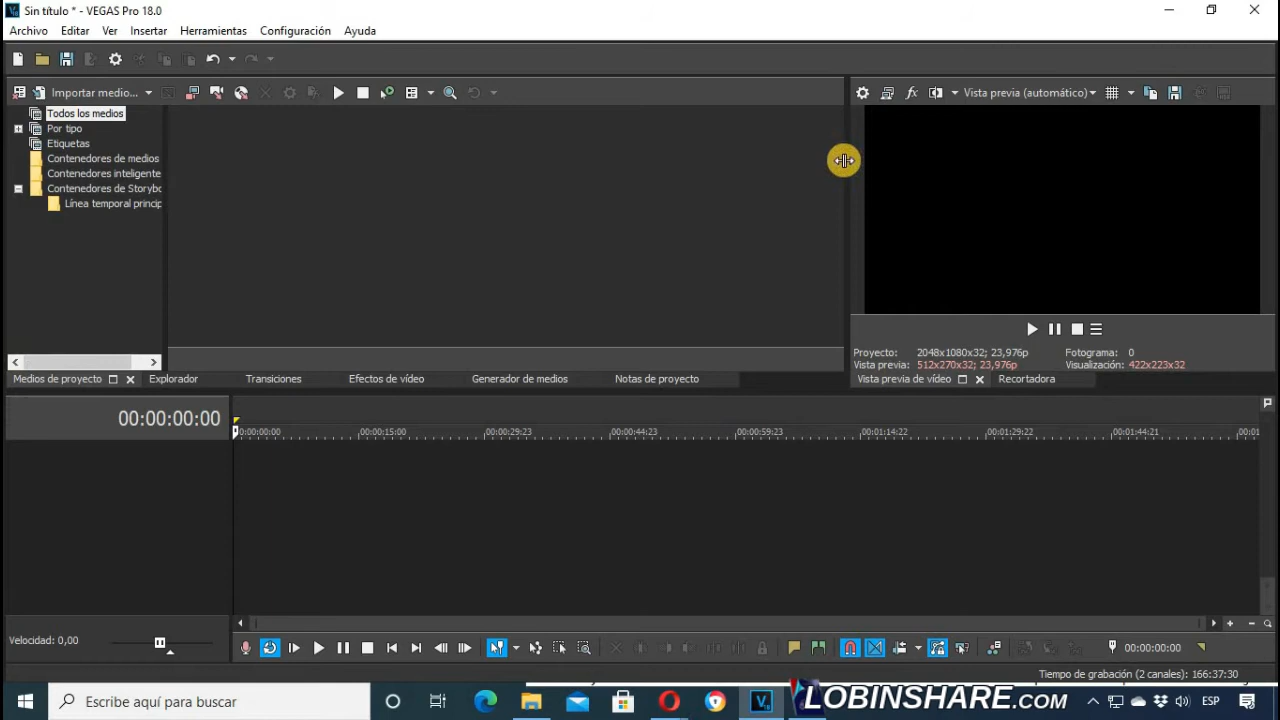 Sin título * - VEGAS Pro 18.0
Archivo Editar Ver Insertar Herramientas Configuración Ayuda
Importar medio...
Vista previa (automático)
Todos los medios
Por tipo
Etiquetas
Contenedores de medios
Contenedores inteligente
Contenedores de Storybo
Línea temporal princip
Proyecto: 2048x1080x32; 23,976p Fotograma: 0
Vista previa: 512x270x32; 23,976p Visualización: 422x223x32
Medios de proyecto Explorador Transiciones Efectos de vídeo Generador de medios Notas de proyecto
Vista previa de vídeo Recortadora
00:00:00:00
0:00:00:00 00:00:15:00 00:00:29:23 00:00:44:23 00:00:59:23 00:01:14:22 00:01:29:22 00:01:44:21 00:01
Velocidad: 0,00
00:00:00:00
Tiempo de grabación (2 canales): 166:37:30
Escribe aquí para buscar
LOBINSHARE.COM
ESP